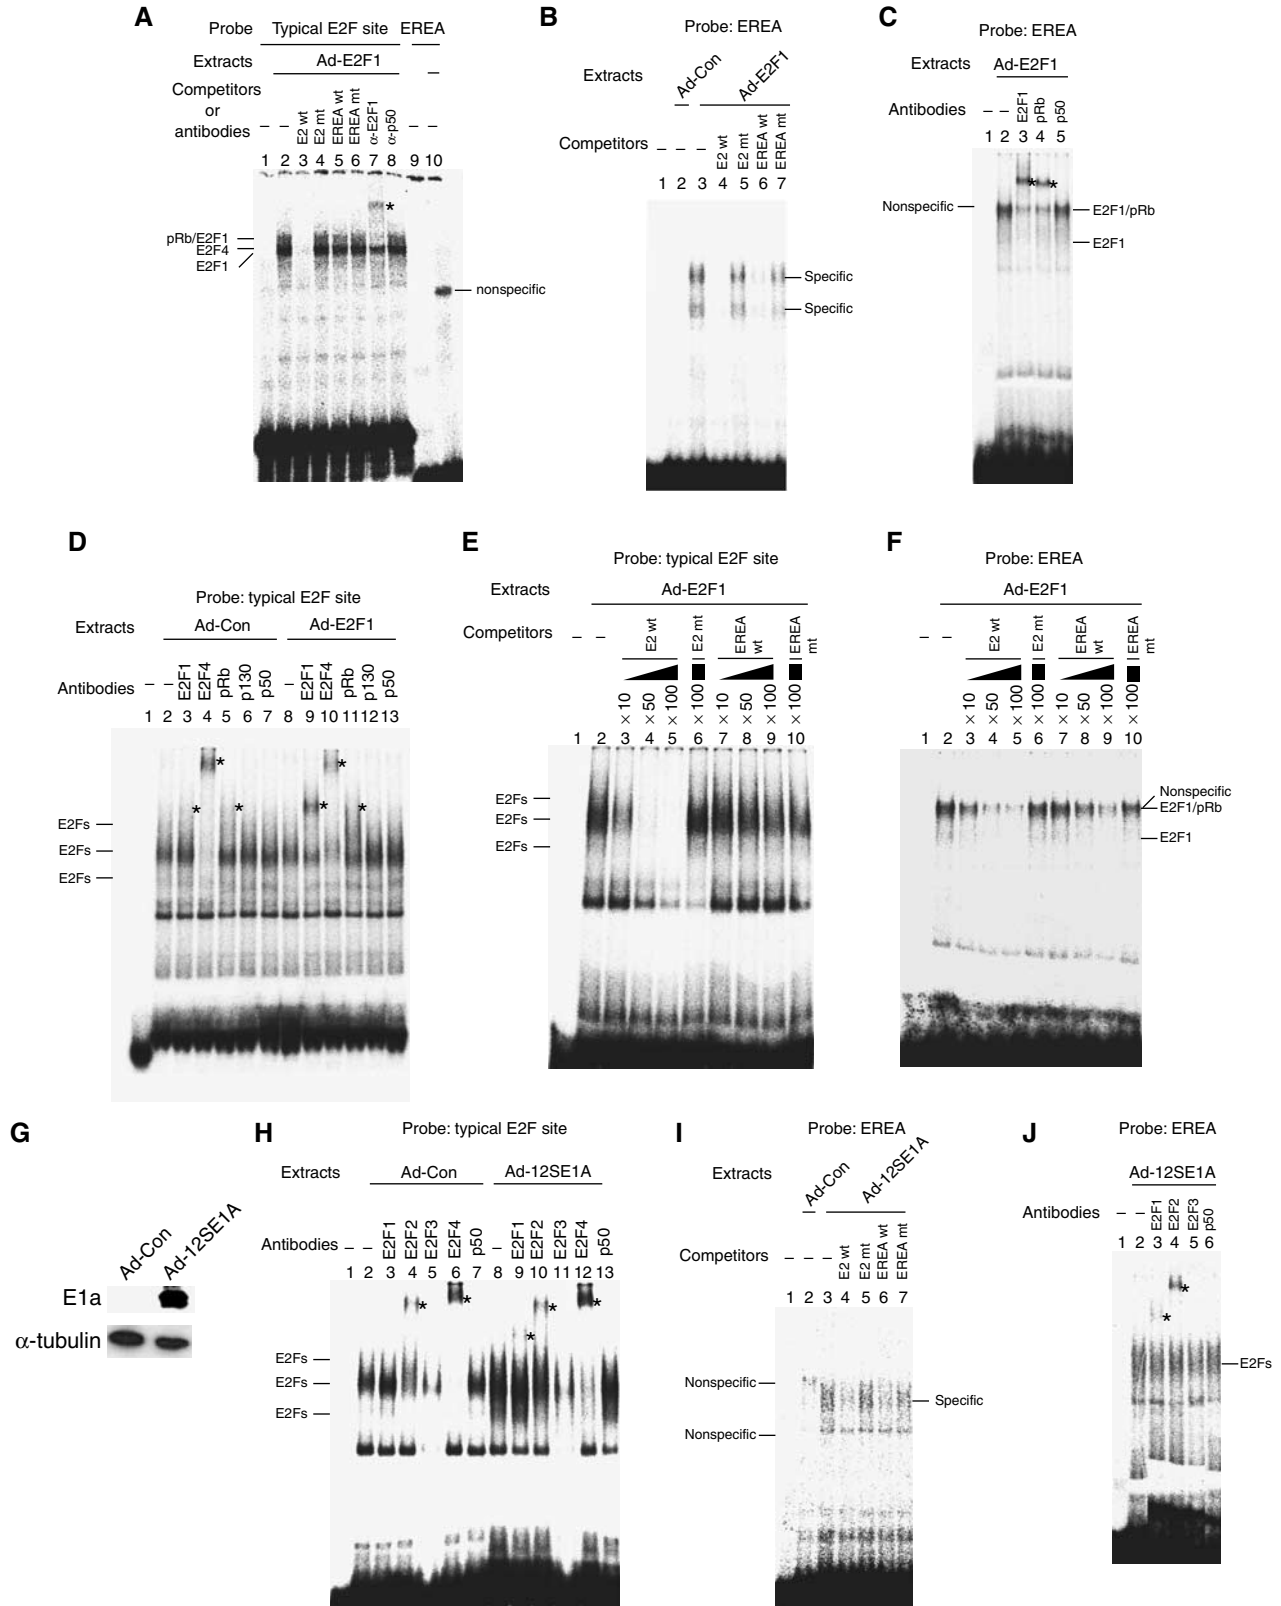 A
Probe Typical E2F site EREA
Extracts Ad-E2F1 –
Competitors or antibodies – – E2 wt E2 mt EREA wt EREA mt α-E2F1 α-p50 – –
1 2 3 4 5 6 7 8 9 10
*
pRb/E2F1
E2F4
E2F1
nonspecific
B
Probe: EREA
Extracts Ad-Con Ad-E2F1
Competitors – – – E2 wt E2 mt EREA wt EREA mt
1 2 3 4 5 6 7
Specific
Specific
C
Probe: EREA
Extracts Ad-E2F1
Antibodies – – E2F1 pRb p50
1 2 3 4 5
* *
Nonspecific
E2F1/pRb
E2F1
D
Probe: typical E2F site
Extracts Ad-Con Ad-E2F1
Antibodies – – E2F1 E2F4 pRb p130 p50 – E2F1 E2F4 pRb p130 p50
1 2 3 4 5 6 7 8 9 10 11 12 13
* *
* * * *
E2Fs
E2Fs
E2Fs
E
Probe: typical E2F site
Extracts Ad-E2F1
Competitors – – E2 wt E2 mt EREA wt EREA mt
× 10 × 50 × 100 × 100 × 10 × 50 × 100 × 100
1 2 3 4 5 6 7 8 9 10
E2Fs
E2Fs
E2Fs
F
Probe: EREA
Ad-E2F1
– – E2 wt E2 mt EREA wt EREA mt
× 10 × 50 × 100 × 100 × 10 × 50 × 100 × 100
1 2 3 4 5 6 7 8 9 10
Nonspecific
E2F1/pRb
E2F1
G
Ad-Con Ad-12SE1A
E1a
α-tubulin
H
Probe: typical E2F site
Extracts Ad-Con Ad-12SE1A
Antibodies – – E2F1 E2F2 E2F3 E2F4 p50 – E2F1 E2F2 E2F3 E2F4 p50
1 2 3 4 5 6 7 8 9 10 11 12 13
* * * *
*
E2Fs
E2Fs
E2Fs
I
Probe: EREA
Extracts Ad-Con Ad-12SE1A
Competitors – – – E2 wt E2 mt EREA wt EREA mt
1 2 3 4 5 6 7
Nonspecific
Specific
Nonspecific
J
Probe: EREA
Ad-12SE1A
Antibodies – – E2F1 E2F2 E2F3 p50
1 2 3 4 5 6
*
*
E2Fs